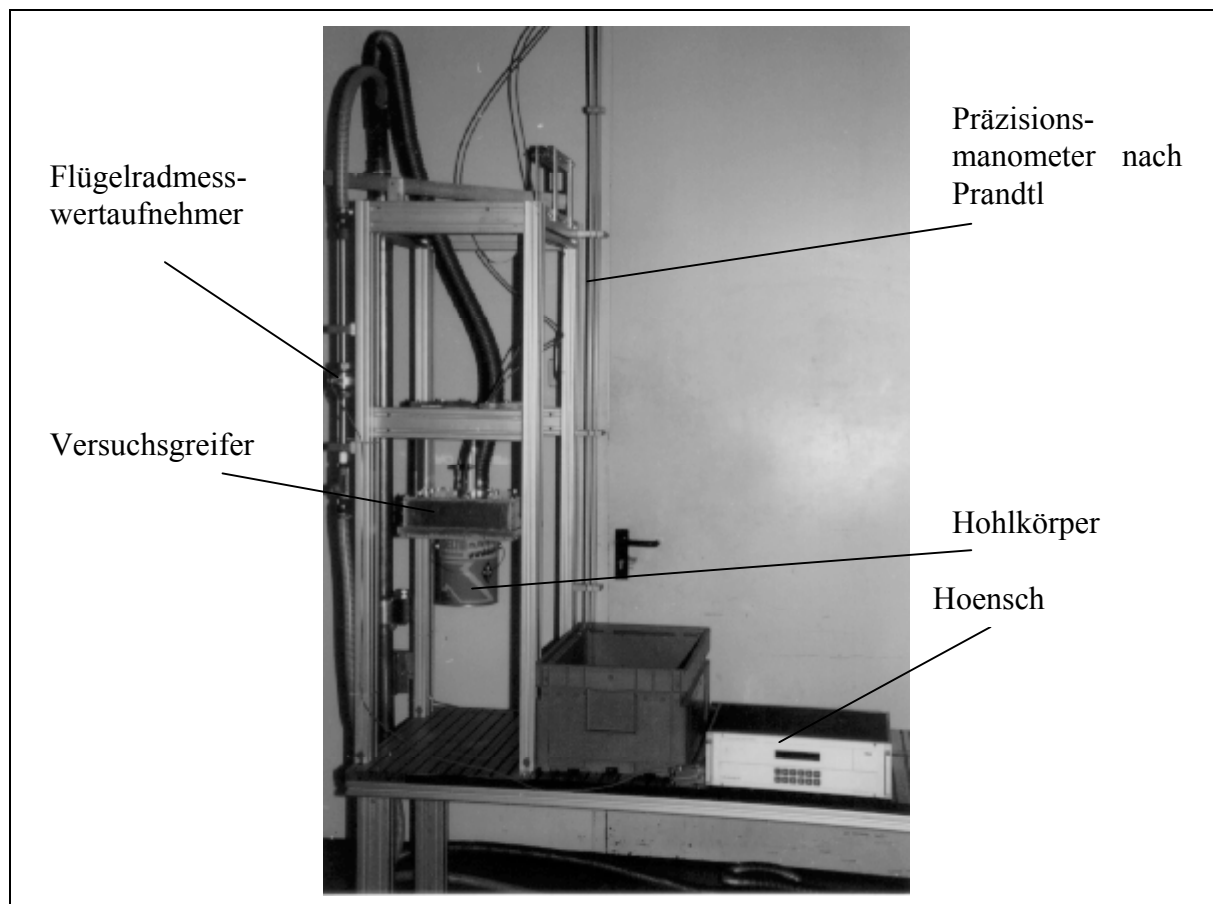 Flügelradmess-
wertaufnehmer
Versuchsgreifer
Präzisions-
manometer nach
Prandtl
Hohlkörper
Hoensch